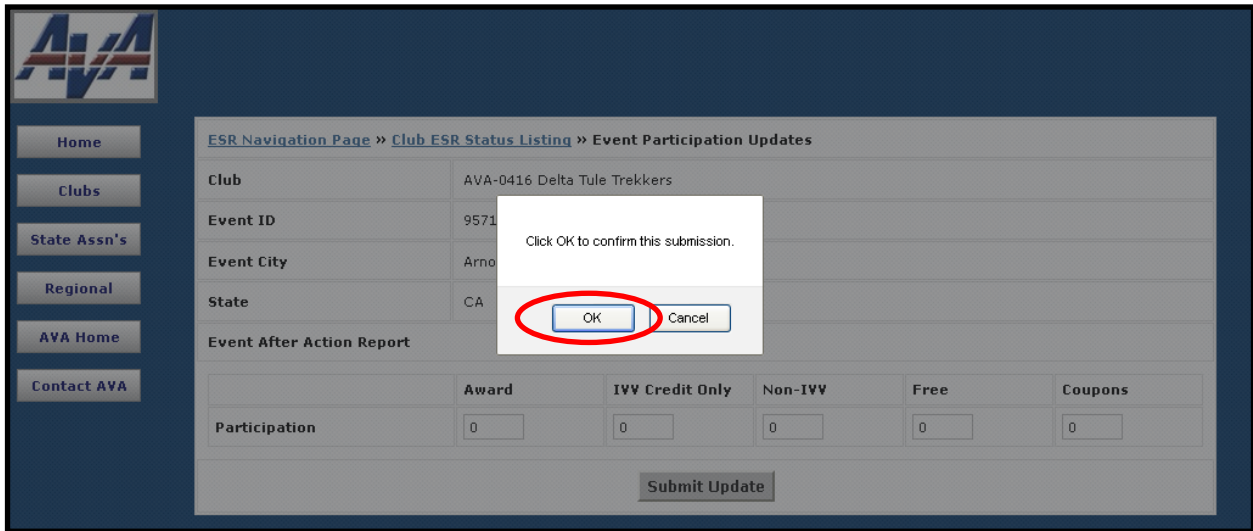 AVA
Home
Clubs
State Assn's
Regional
AVA Home
Contact AVA
ESR Navigation Page » Club ESR Status Listing » Event Participation Updates
Club AVA-0416 Delta Tule Trekkers
Event ID 9571
Event City Arno
State CA
Event After Action Report
Click OK to confirm this submission.
OK Cancel
Award IVV Credit Only Non-IVV Free Coupons
Participation 0 0 0 0 0
Submit Update